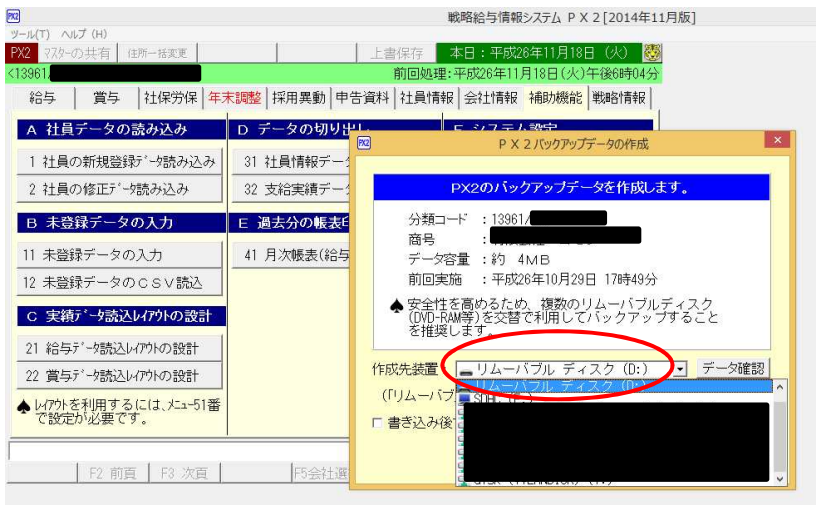 戦略給与情報システム ＰＸ２[2014年11月版]
ツール(T) ヘルプ (H)
PX2 マスターの共有 住所一括変更 上書保存 本日：平成26年11月18日（火）
<13961/ 前回処理:平成26年11月18日(火)午後6時04分
給与 賞与 社保労保 年末調整 採用異動 申告資料 社員情報 会社情報 補助機能 戦略情報
Ａ 社員データの読み込み
1 社員の新規登録ﾃﾞｰﾀ読み込み
2 社員の修正ﾃﾞｰﾀ読み込み
Ｂ 未登録データの入力
11 未登録データの入力
12 未登録データのＣＳＶ読込
Ｃ 実績ﾃﾞｰﾀ読込ﾚｲｱｳﾄの設計
21 給与ﾃﾞｰﾀ読込ﾚｲｱｳﾄの設計
22 賞与ﾃﾞｰﾀ読込ﾚｲｱｳﾄの設計
♠ ﾚｲｱｳﾄを利用するには、ﾒﾆｭｰ51番
で設定が必要です。
Ｄ データの切り出し
31 社員情報デー
32 支給実績デー
Ｅ 過去分の帳表
41 月次帳表(給与
Ｆ システム設定
F2 前頁 F3 次頁 F5会社選
PX2 ＰＸ２バックアップデータの作成
PX2のバックアップデータを作成します。
分類コード ：13961/
商号 ：
データ容量 ：約 4ＭＢ
前回実施 ：平成26年10月29日 17時49分
♠ 安全性を高めるため、複数のリムーバブルディスク
(DVD-RAM等)を交替で利用してバックアップすること
を推奨します。
作成先装置 リムーバブル ディスク (D:) データ確認
リムーバブル ディスク (D:)
(｢リムーバブ
□ 書き込み後